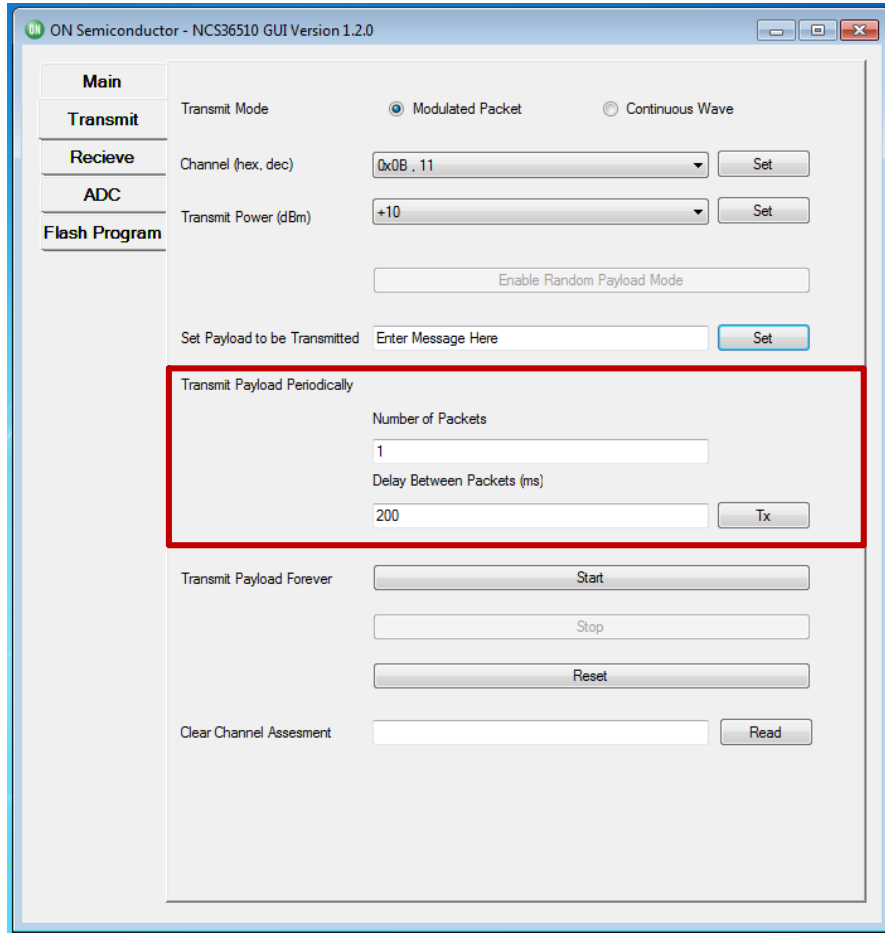 ON ON Semiconductor - NCS36510 GUI Version 1.2.0
Main
Transmit
Recieve
ADC
Flash Program
Transmit Mode Modulated Packet Continuous Wave
Channel (hex, dec) 0x0B , 11 Set
Transmit Power (dBm) +10 Set
Enable Random Payload Mode
Set Payload to be Transmitted Enter Message Here Set
Transmit Payload Periodically
Number of Packets
1
Delay Between Packets (ms)
200 Tx
Transmit Payload Forever Start
Stop
Reset
Clear Channel Assesment Read